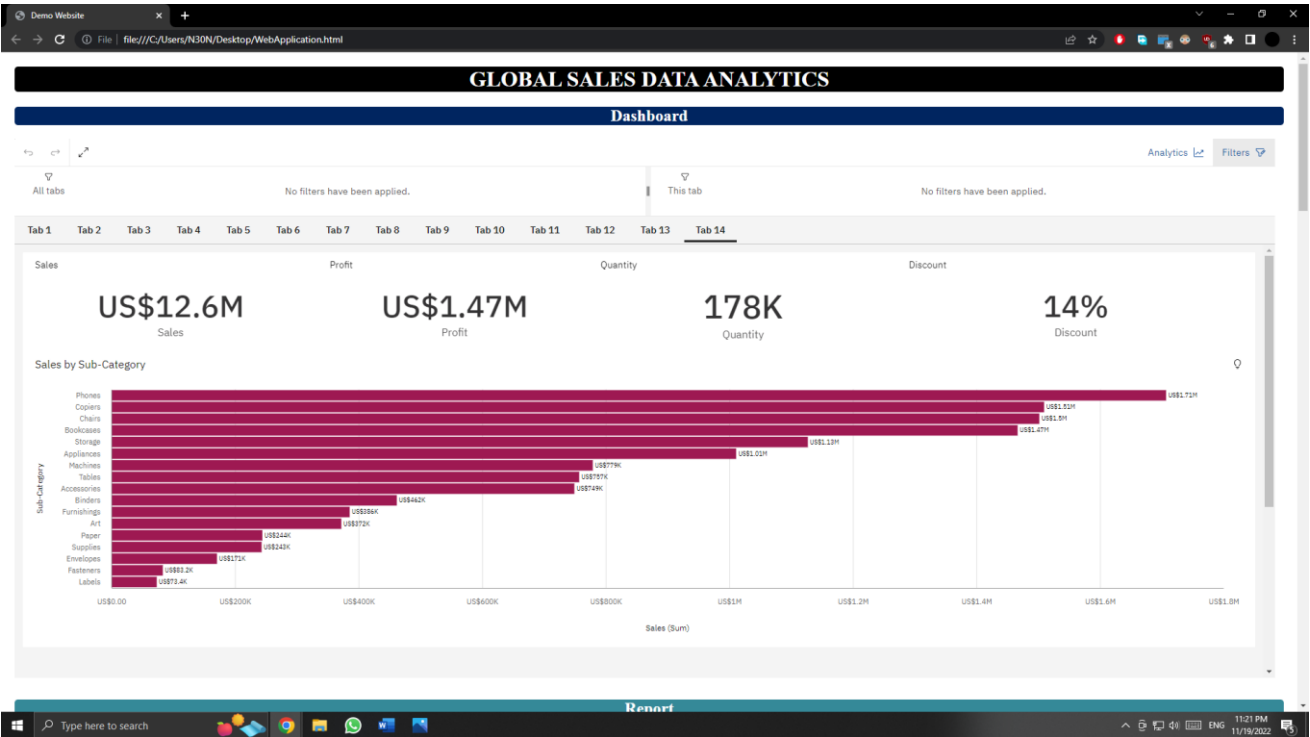 Demo Website
File file:///C:/Users/N30N/Desktop/WebApplication.html
GLOBAL SALES DATA ANALYTICS
Dashboard
Analytics Filters
All tabs No filters have been applied. This tab No filters have been applied.
Tab 1 Tab 2 Tab 3 Tab 4 Tab 5 Tab 6 Tab 7 Tab 8 Tab 9 Tab 10 Tab 11 Tab 12 Tab 13 Tab 14
Sales Profit Quantity Discount
US$12.6M US$1.47M 178K 14%
Sales Profit Quantity Discount
Sales by Sub-Category
Sub-Category
Phones US$1.71M
Copiers US$1.51M
Chairs US$1.5M
Bookcases US$1.47M
Storage US$1.13M
Appliances US$1.01M
Machines US$779K
Tables US$757K
Accessories US$749K
Binders US$462K
Furnishings US$386K
Art US$372K
Paper US$244K
Supplies US$243K
Envelopes US$171K
Fasteners US$83.2K
Labels US$73.4K
US$0.00 US$200K US$400K US$600K US$800K US$1M US$1.2M US$1.4M US$1.6M US$1.8M
Sales (Sum)
Report
Type here to search
ENG 11:21 PM
11/19/2022